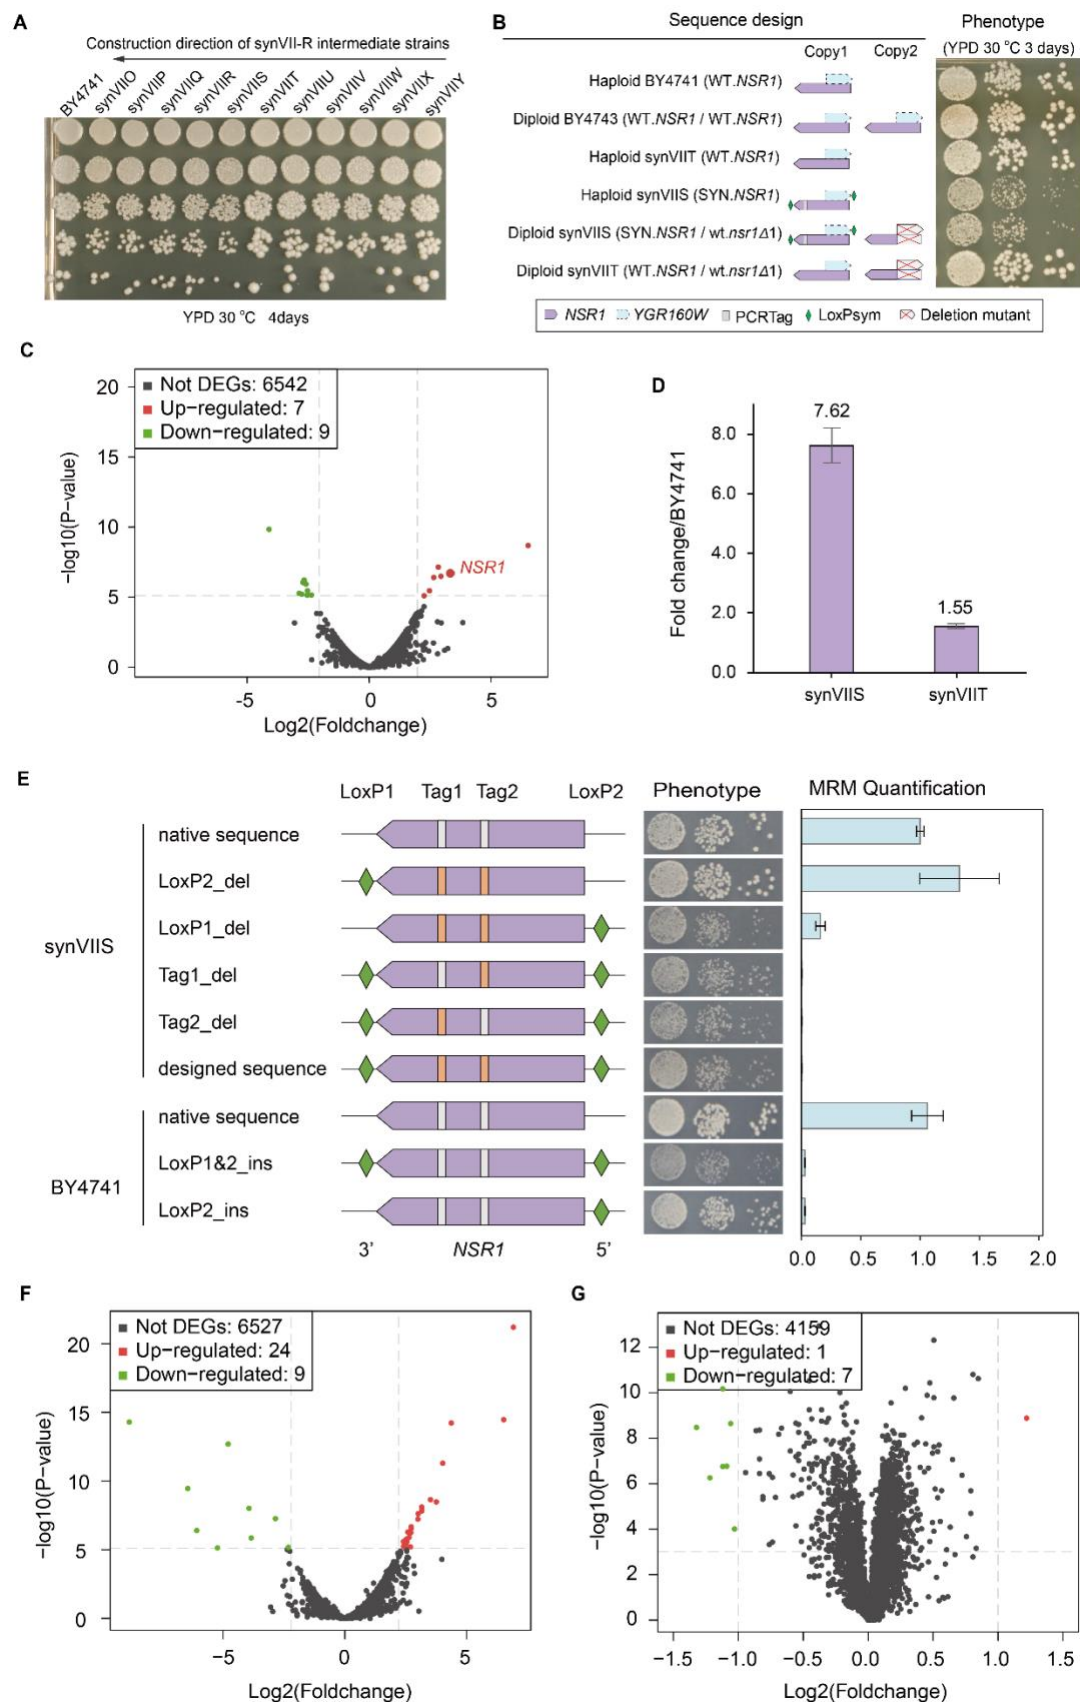 A
Construction direction of synVII-R intermediate strains
BY4741 synVIIO synVIIP synVIIQ synVIIR synVIIS synVIIT synVIIU synVIIV synVIIW synVIIX synVIIY
YPD 30 °C 4days
B
Sequence design Phenotype
Copy1 Copy2 (YPD 30 °C 3 days)
Haploid BY4741 (WT.NSR1)
Diploid BY4743 (WT.NSR1 / WT.NSR1)
Haploid synVIIT (WT.NSR1)
Haploid synVIIS (SYN.NSR1)
Diploid synVIIS (SYN.NSR1 / wt.nsr1Δ1)
Diploid synVIIT (WT.NSR1 / wt.nsr1Δ1)
NSR1 YGR160W PCRTag LoxPsym Deletion mutant
C
Not DEGs: 6542
Up-regulated: 7
Down-regulated: 9
NSR1
20
15
10
5
0
-log10(P-value)
-5 0 5
Log2(Foldchange)
D
7.62
1.55
8.0
6.0
4.0
2.0
0.0
Fold change/BY4741
synVIIS synVIIT
E
LoxP1 Tag1 Tag2 LoxP2 Phenotype MRM Quantification
synVIIS
native sequence
LoxP2_del
LoxP1_del
Tag1_del
Tag2_del
designed sequence
BY4741
native sequence
LoxP1&2_ins
LoxP2_ins
3' NSR1 5'
0.0 1.0 2.0
F
Not DEGs: 6527
Up-regulated: 24
Down-regulated: 9
20
15
10
5
0
-log10(P-value)
-5 0 5
Log2(Foldchange)
G
Not DEGs: 4159
Up-regulated: 1
Down-regulated: 7
12
10
8
6
4
2
0
-log10(P-value)
-1.5 -1.0 -0.5 0.0 0.5 1.0 1.5
Log2(Foldchange)